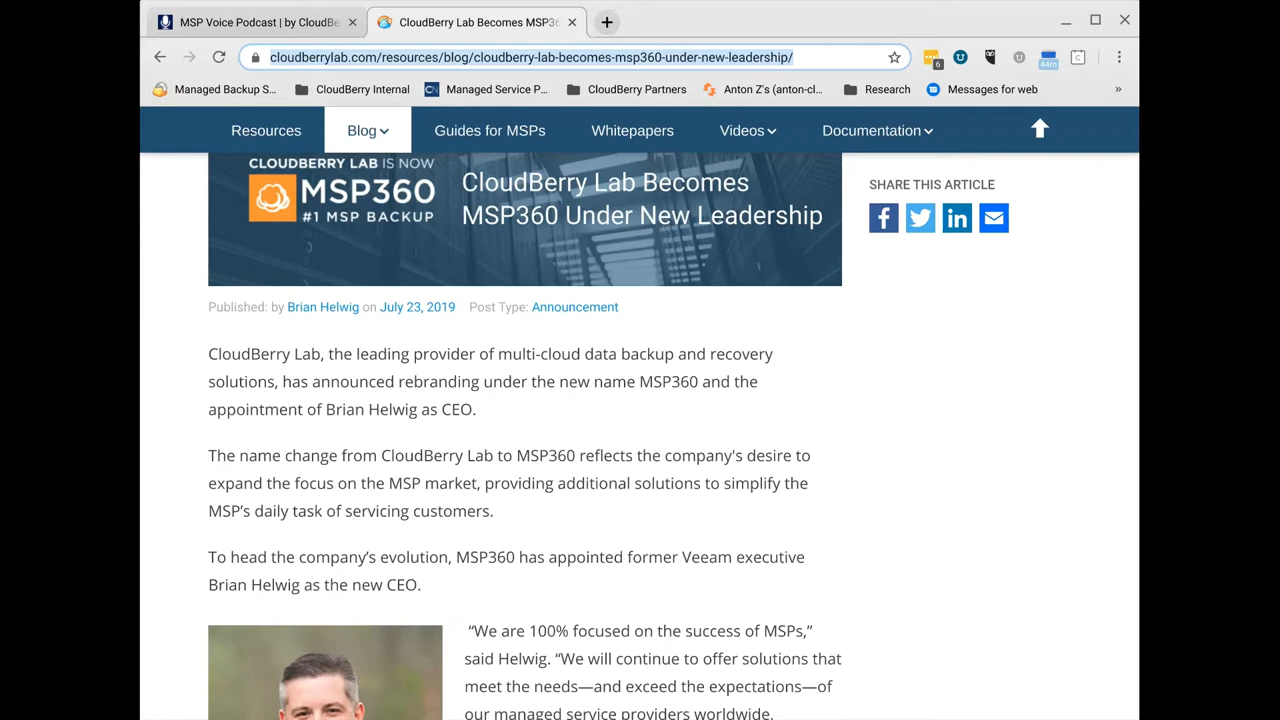 MSP Voice Podcast | by CloudBe
CloudBerry Lab Becomes MSP36
cloudberrylab.com/resources/blog/cloudberry-lab-becomes-msp360-under-new-leadership/
6
44m
Managed Backup S...
CloudBerry Internal
CN
Managed Service P...
CloudBerry Partners
Anton Z's (anton-cl...
Research
Messages for web
»
Resources
Blog
Guides for MSPs
Whitepapers
Videos
Documentation
CLOUDBERRY LAB IS NOW
MSP360
#1 MSP BACKUP
CloudBerry Lab Becomes
MSP360 Under New Leadership
SHARE THIS ARTICLE
Published: by Brian Helwig on July 23, 2019 Post Type: Announcement
CloudBerry Lab, the leading provider of multi-cloud data backup and recovery
solutions, has announced rebranding under the new name MSP360 and the
appointment of Brian Helwig as CEO.
The name change from CloudBerry Lab to MSP360 reflects the company's desire to
expand the focus on the MSP market, providing additional solutions to simplify the
MSP’s daily task of servicing customers.
To head the company’s evolution, MSP360 has appointed former Veeam executive
Brian Helwig as the new CEO.
“We are 100% focused on the success of MSPs,”
said Helwig. “We will continue to offer solutions that
meet the needs—and exceed the expectations—of
our managed service providers worldwide.